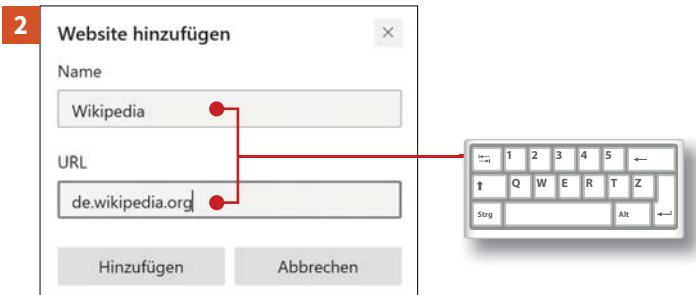 2
Website hinzufügen
Name
Wikipedia
URL
de.wikipedia.org
Hinzufügen Abbrechen
1 2 3 4 5
Q W E R T Z
Strg Alt